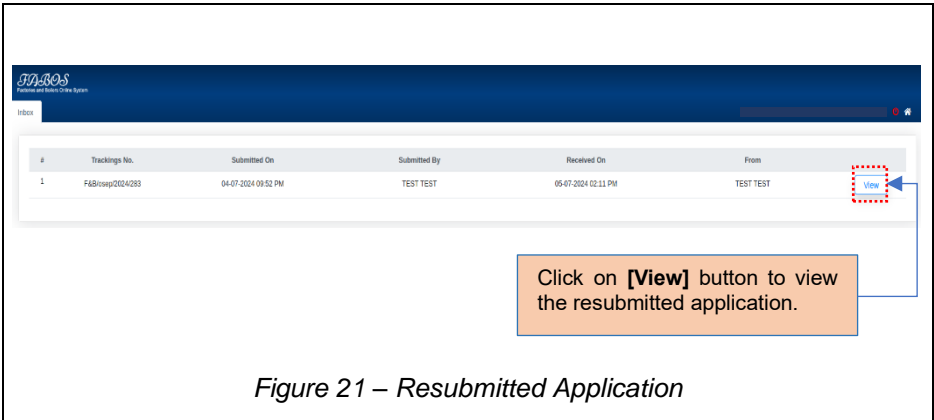 FABOS
Factories and Boilers Online System
Inbox
# Trackings No. Submitted On Submitted By Received On From
1 F&B/osep/2024/283 04-07-2024 09:52 PM TEST TEST 05-07-2024 02:11 PM TEST TEST View
Click on [View] button to view
the resubmitted application.
Figure 21 – Resubmitted Application